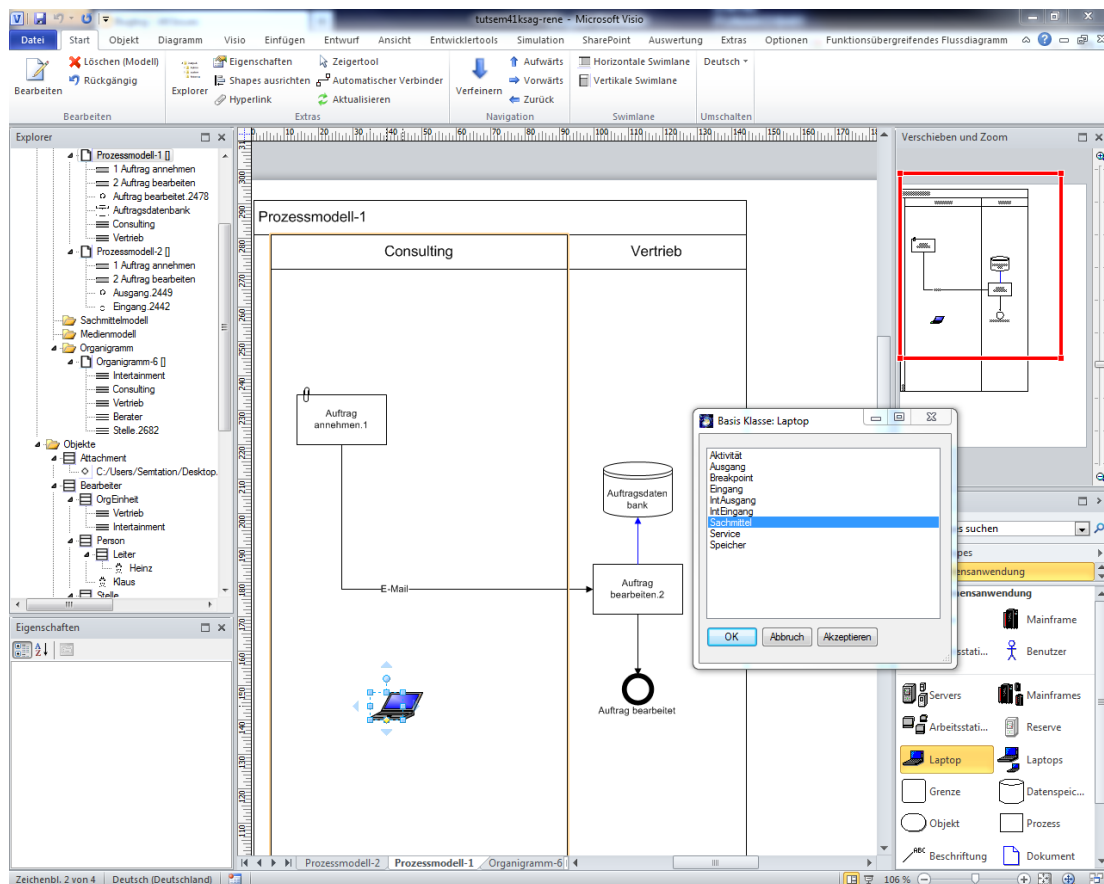 tutsem41ksag-rene - Microsoft Visio
Datei Start Objekt Diagramm Visio Einfügen Entwurf Ansicht Entwicklertools Simulation SharePoint Auswertung Extras Optionen Funktionsübergreifendes Flussdiagramm
Bearbeiten
Löschen (Modell)
Rückgängig
Bearbeiten
Explorer
Eigenschaften
Shapes ausrichten
Hyperlink
Zeigertool
Automatischer Verbinder
Aktualisieren
Extras
Verfeinern
Aufwärts
Vorwärts
Zurück
Navigation
Horizontale Swimlane
Vertikale Swimlane
Swimlane
Deutsch
Umschalten
Explorer
Prozessmodell-1 []
1 Auftrag annehmen
2 Auftrag bearbeiten
Auftrag bearbeitet.2478
Auftragsdatenbank
Consulting
Vertrieb
Prozessmodell-2 []
1 Auftrag annehmen
2 Auftrag bearbeiten
Ausgang.2449
Eingang.2442
Sachmittelmodell
Medienmodell
Organigramm
Organigramm-6 []
Intertainment
Consulting
Vertrieb
Berater
Stelle.2682
Objekte
Attachment
C:/Users/Semtation/Desktop.
Bearbeiter
OrgEinheit
Vertrieb
Intertainment
Person
Leiter
Heinz
Klaus
Stelle
Eigenschaften
Prozessmodell-1
Consulting
Vertrieb
Auftrag
annehmen.1
Auftragsdaten
bank
E-Mail
Auftrag
bearbeiten.2
Auftrag bearbeitet
Basis Klasse: Laptop
Aktivität
Ausgang
Breakpoint
Eingang
IntAusgang
IntEingang
Sachmittel
Service
Speicher
OK Abbruch Akzeptieren
Verschieben und Zoom
s suchen
pes
ensanwendung
ensanwendung
Mainframe
sstati... Benutzer
Servers Mainframes
Arbeitsstati... Reserve
Laptop Laptops
Grenze Datenspeic...
Objekt Prozess
ABC Beschriftung Dokument
Prozessmodell-2 Prozessmodell-1 Organigramm-6
Zeichenbl. 2 von 4 Deutsch (Deutschland) 106 %